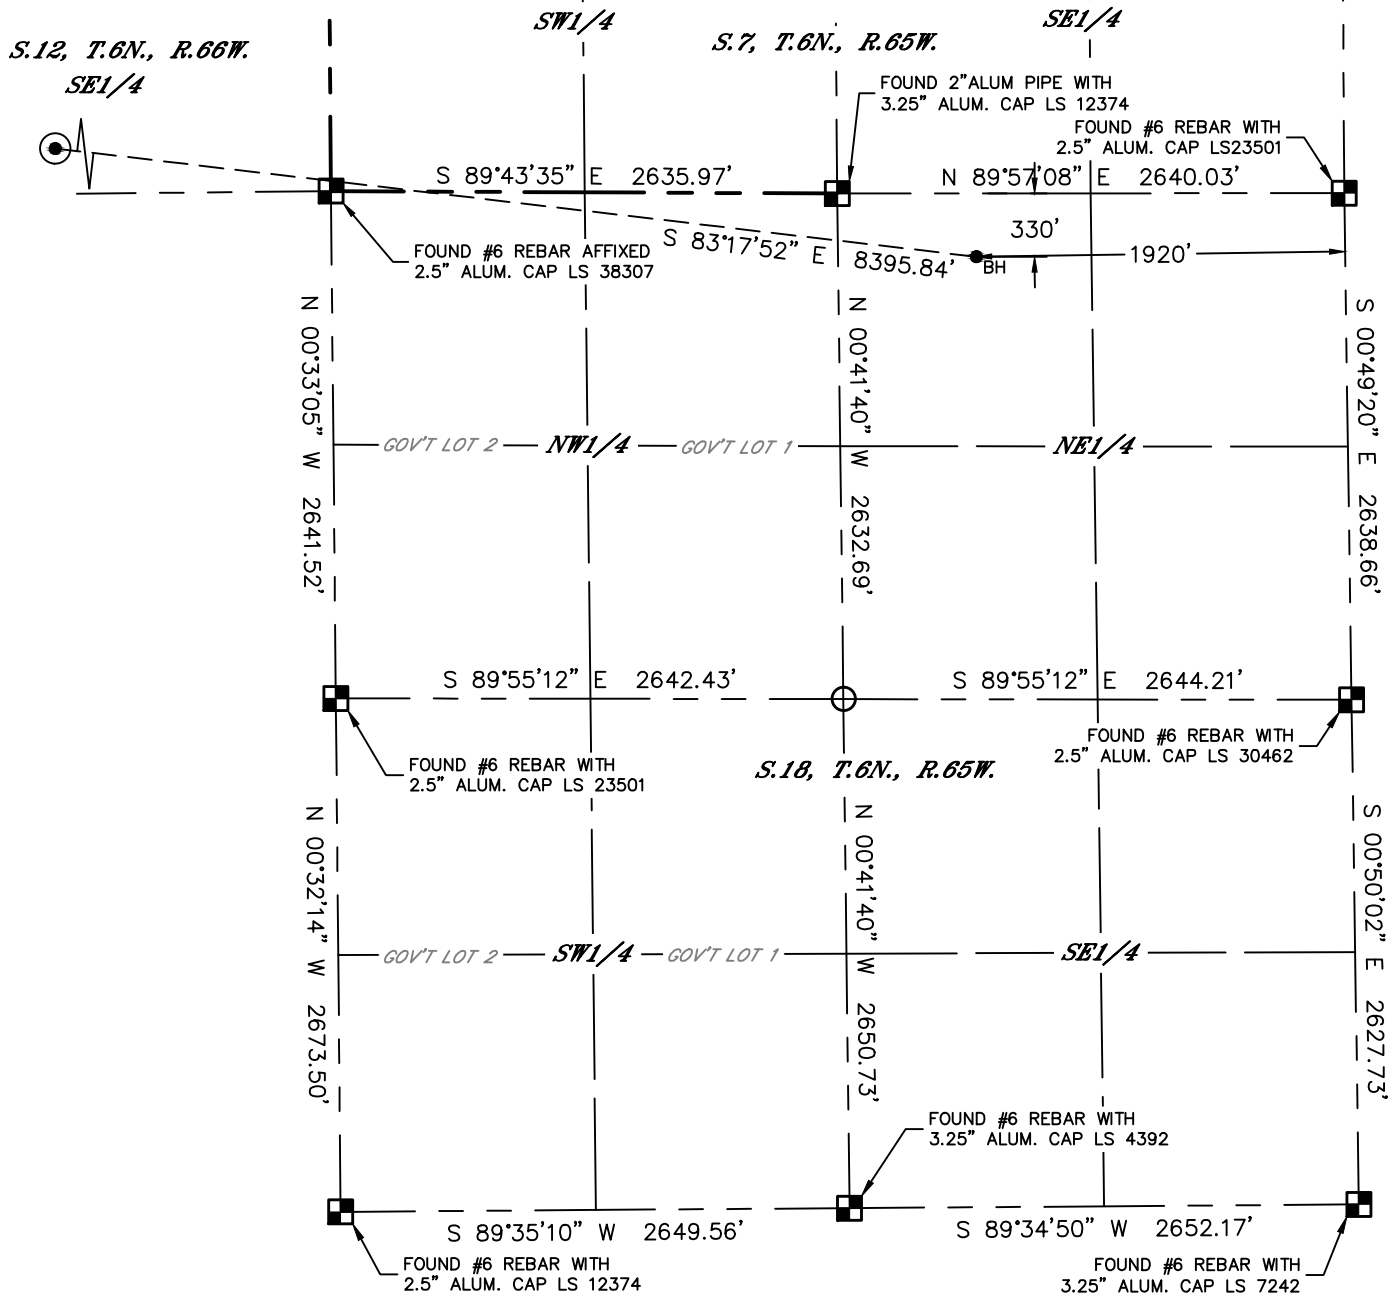 SW1/4
SE1/4
S.12, T.6N., R.66W.
SE1/4
S.7, T.6N., R.65W.
FOUND 2"ALUM PIPE WITH
3.25" ALUM. CAP LS 12374
FOUND #6 REBAR WITH
2.5" ALUM. CAP LS23501
S 89°43'35" E 2635.97'
N 89°57'08" E 2640.03'
FOUND #6 REBAR AFFIXED
2.5" ALUM. CAP LS 38307
S 83°17'52" E 8395.84'
330'
1920'
BH
N 00°33'05" W 2641.52'
N 00°41'40" W 2632.69'
S 00°49'20" E 2638.66'
GOV'T LOT 2
NW1/4
GOV'T LOT 1
NE1/4
S 89°55'12" E 2642.43'
S 89°55'12" E 2644.21'
FOUND #6 REBAR WITH
2.5" ALUM. CAP LS 23501
S.18, T.6N., R.65W.
FOUND #6 REBAR WITH
2.5" ALUM. CAP LS 30462
N 00°32'14" W 2673.50'
N 00°41'40" W 2650.73'
S 00°50'02" E 2627.73'
GOV'T LOT 2
SW1/4
GOV'T LOT 1
SE1/4
FOUND #6 REBAR WITH
3.25" ALUM. CAP LS 4392
S 89°35'10" W 2649.56'
S 89°34'50" W 2652.17'
FOUND #6 REBAR WITH
2.5" ALUM. CAP LS 12374
FOUND #6 REBAR WITH
3.25" ALUM. CAP LS 7242